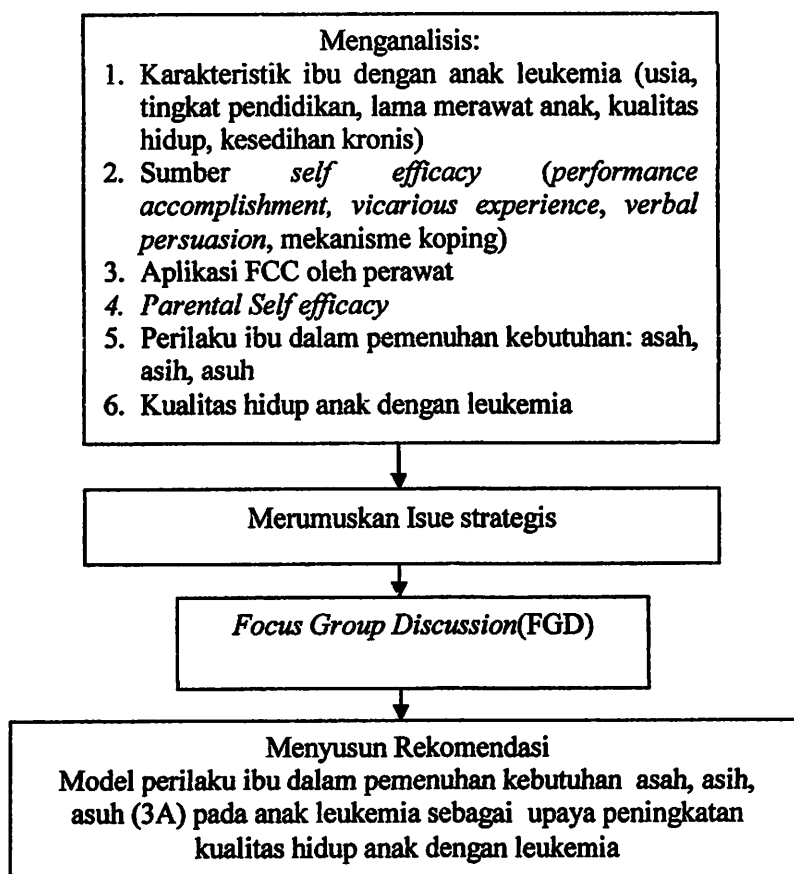 Menganalisis:
1. Karakteristik ibu dengan anak leukemia (usia,
tingkat pendidikan, lama merawat anak, kualitas
hidup, kesedihan kronis)
2. Sumber self efficacy (performance
accomplishment, vicarious experience, verbal
persuasion, mekanisme koping)
3. Aplikasi FCC oleh perawat
4. Parental Self efficacy
5. Perilaku ibu dalam pemenuhan kebutuhan: asah,
asih, asuh
6. Kualitas hidup anak dengan leukemia
Merumuskan Isue strategis
Focus Group Discussion(FGD)
Menyusun Rekomendasi
Model perilaku ibu dalam pemenuhan kebutuhan asah, asih,
asuh (3A) pada anak leukemia sebagai upaya peningkatan
kualitas hidup anak dengan leukemia